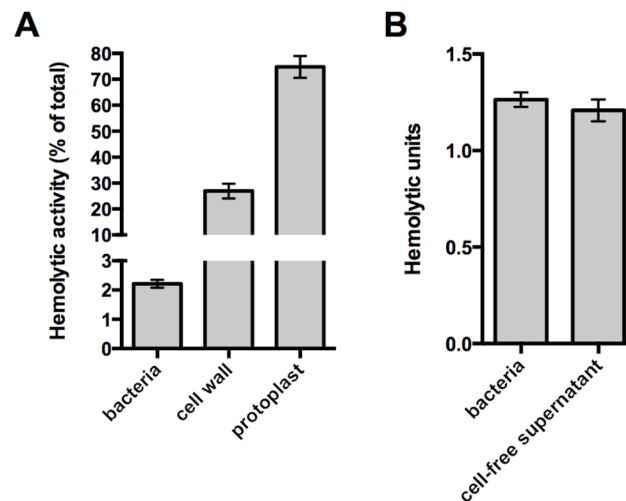 A
Hemolytic activity (% of total)
80
70
60
50
40
30
20
10
3
2
1
0
bacteria
cell wall
protoplast
B
Hemolytic units
1.5
1.0
0.5
0.0
bacteria
cell-free supernatant